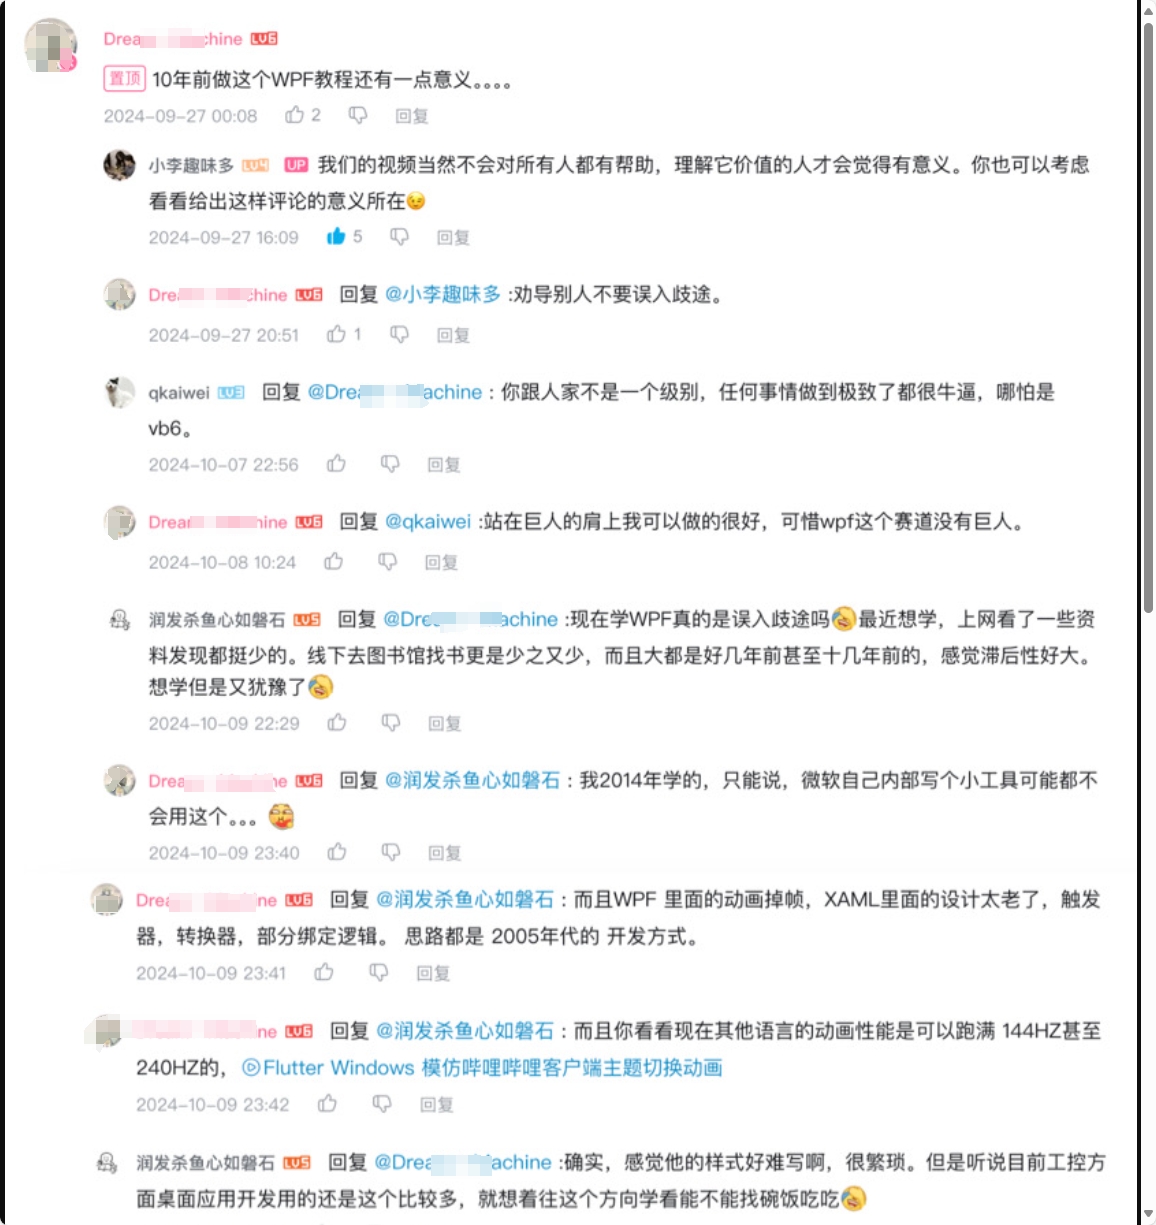 Drea chine LV6
置顶 10年前做这个WPF教程还有一点意义。。。。
2024-09-27 00:08 2 回复
小李趣味多 LV4 UP 我们的视频当然不会对所有人都有帮助，理解它价值的人才会觉得有意义。你也可以考虑
看看给出这样评论的意义所在
2024-09-27 16:09 5 回复
Dre hine LV6 回复 @小李趣味多 :劝导别人不要误入歧途。
2024-09-27 20:51 1 回复
qkaiwei LV3 回复 @Drea achine : 你跟人家不是一个级别，任何事情做到极致了都很牛逼，哪怕是
vb6。
2024-10-07 22:56 回复
Drea hine LV6 回复 @qkaiwei :站在巨人的肩上我可以做的很好，可惜wpf这个赛道没有巨人。
2024-10-08 10:24 回复
润发杀鱼心如磐石 LV5 回复 @Dre achine :现在学WPF真的是误入歧途吗最近想学，上网看了一些资
料发现都挺少的。线下去图书馆找书更是少之又少，而且大都是好几年前甚至十几年前的，感觉滞后性好大。
想学但是又犹豫了
2024-10-09 22:29 回复
Drea ne LV6 回复 @润发杀鱼心如磐石 : 我2014年学的，只能说，微软自己内部写个小工具可能都不
会用这个。。。
2024-10-09 23:40 回复
Drea ne LV6 回复 @润发杀鱼心如磐石 : 而且WPF 里面的动画掉帧，XAML里面的设计太老了，触发
器，转换器，部分绑定逻辑。 思路都是 2005年代的 开发方式。
2024-10-09 23:41 回复
ne LV6 回复 @润发杀鱼心如磐石 : 而且你看看现在其他语言的动画性能是可以跑满 144HZ甚至
240HZ的， Flutter Windows 模仿哔哩哔哩客户端主题切换动画
2024-10-09 23:42 回复
润发杀鱼心如磐石 LV5 回复 @Drea achine :确实，感觉他的样式好难写啊，很繁琐。但是听说目前工控方
面桌面应用开发用的还是这个比较多，就想着往这个方向学看能不能找碗饭吃吃